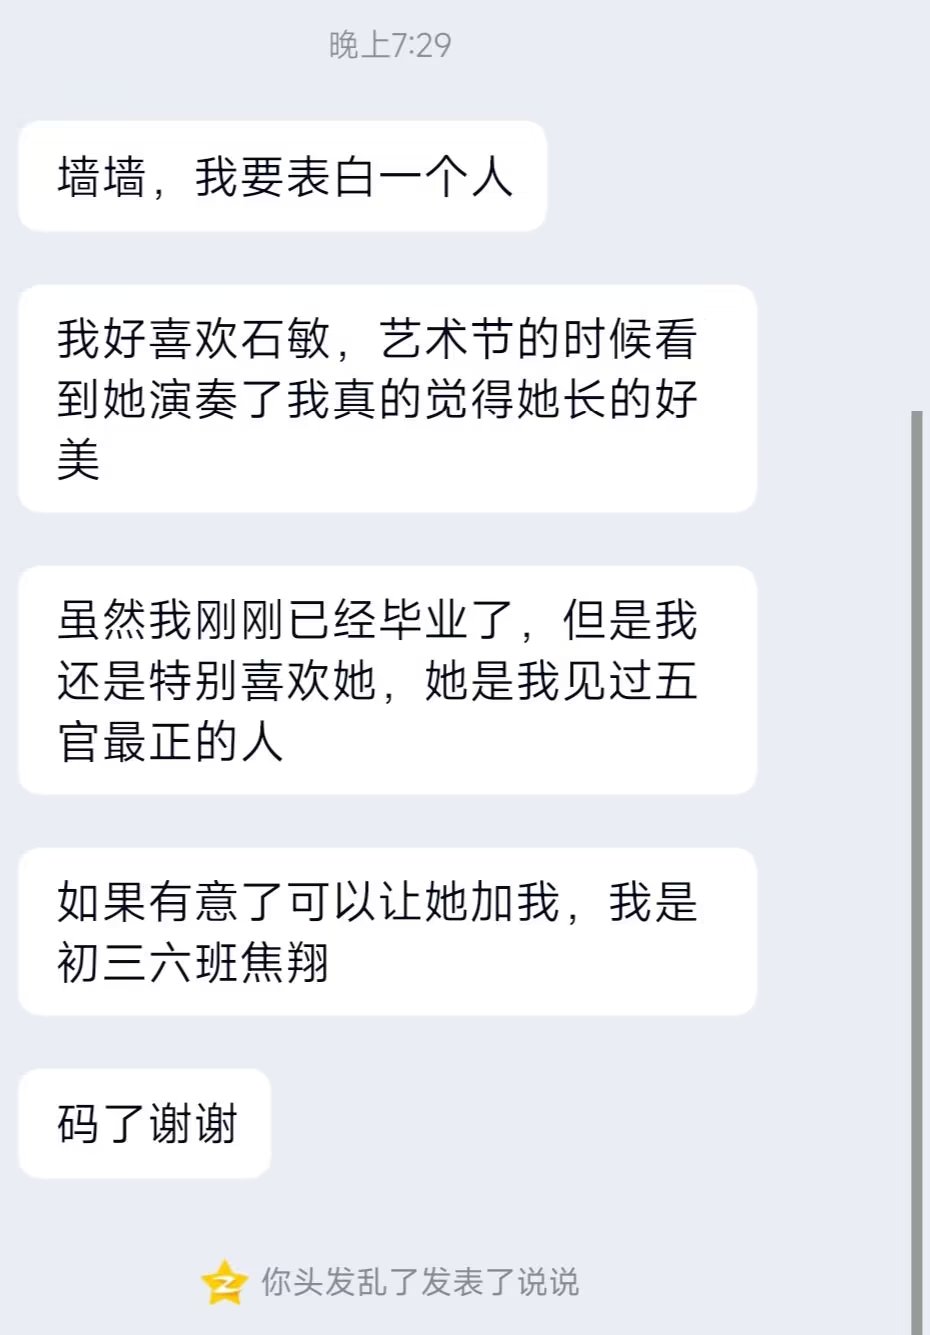 晚上7:29
墙墙，我要表白一个人
我好喜欢石敏，艺术节的时候看
到她演奏了我真的觉得她长的好
美
虽然我刚刚已经毕业了，但是我
还是特别喜欢她，她是我见过五
官最正的人
如果有意了可以让她加我，我是
初三六班焦翔
码了谢谢
你头发乱了发表了说说